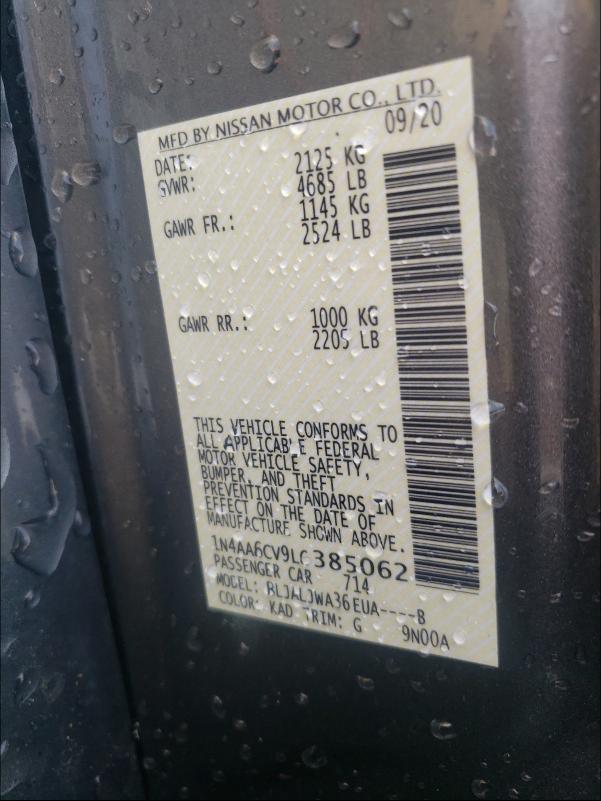 MFD BY NISSAN MOTOR CO., LTD.
DATE: 09/20
GVWR: 2125 KG
4685 LB
GAWR FR.: 1145 KG
2524 LB
GAWR RR.: 1000 KG
2205 LB
THIS VEHICLE CONFORMS TO
ALL APPLICABLE FEDERAL
MOTOR VEHICLE SAFETY,
BUMPER, AND THEFT
PREVENTION STANDARDS IN
EFFECT ON THE DATE OF
MANUFACTURE SHOWN ABOVE.
1N4AA6CV9LC385062
PASSENGER CAR 714
MODEL: BLJALJWA36EUA----B
COLOR: KAD TRIM: G 9N00A